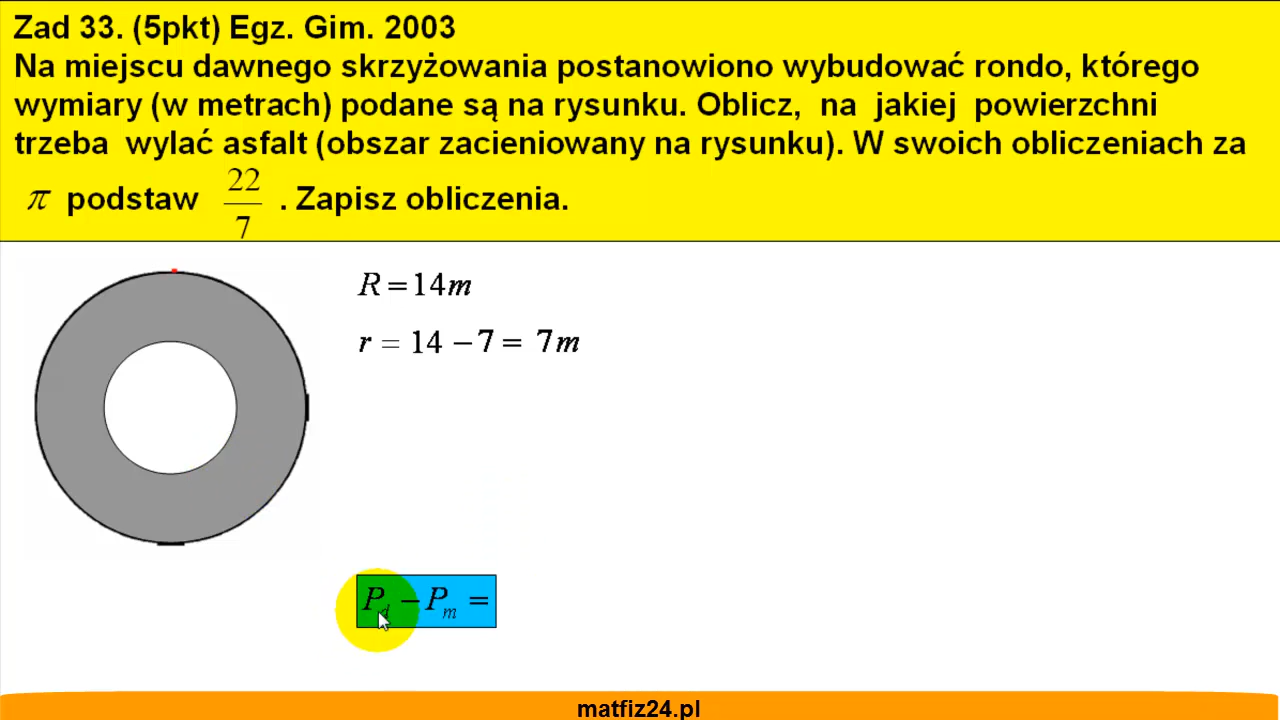 Zad 33. (5pkt) Egz. Gim. 2003
Na miejscu dawnego skrzyżowania postanowiono wybudować rondo, którego
wymiary (w metrach) podane są na rysunku. Oblicz, na jakiej powierzchni
trzeba wylać asfalt (obszar zacieniowany na rysunku). W swoich obliczeniach za
π podstaw 22/7 . Zapisz obliczenia.
R = 14m
r = 14 − 7 = 7m
P_d − P_m =
matfiz24.pl